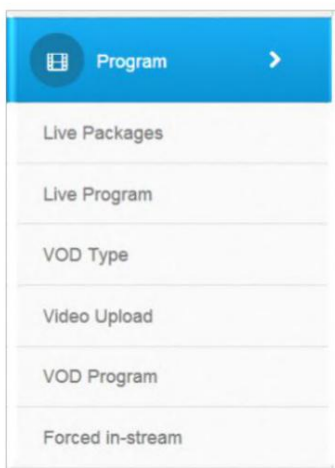 Program
Live Packages
Live Program
VOD Type
Video Upload
VOD Program
Forced in-stream